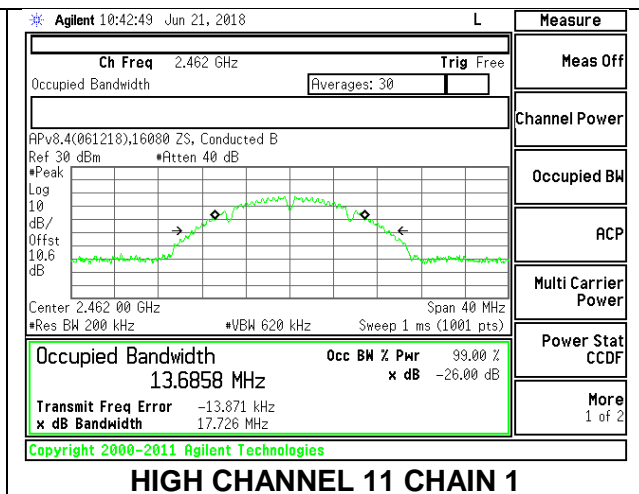 Agilent 10:42:49 Jun 21, 2018 L Measure
Ch Freq 2.462 GHz Trig Free
Meas Off
Occupied Bandwidth Averages: 30
Channel Power
APv8.4(061218),16080 ZS, Conducted B
Ref 30 dBm #Atten 40 dB
#Peak
Log
10
dB/
Offst
10.6
dB
Occupied BW
ACP
Multi Carrier
Power
Center 2.462 00 GHz Span 40 MHz
#Res BW 200 kHz #VBW 620 kHz Sweep 1 ms (1001 pts)
Power Stat
CCDF
Occupied Bandwidth Occ BW % Pwr 99.00 %
13.6858 MHz x dB -26.00 dB
Transmit Freq Error -13.871 kHz
x dB Bandwidth 17.726 MHz
More
1 of 2
Copyright 2000-2011 Agilent Technologies
HIGH CHANNEL 11 CHAIN 1